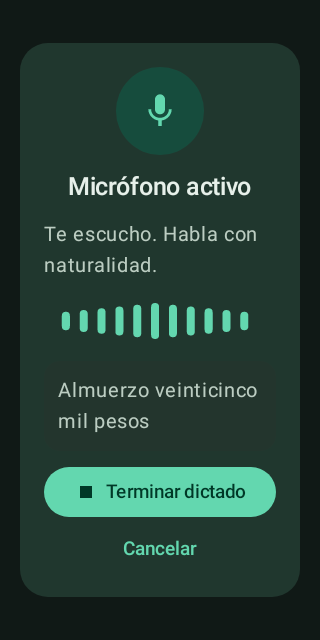 Micrófono activo
Te escucho. Habla con
naturalidad.
Almuerzo veinticinco
mil pesos
Terminar dictado
Cancelar